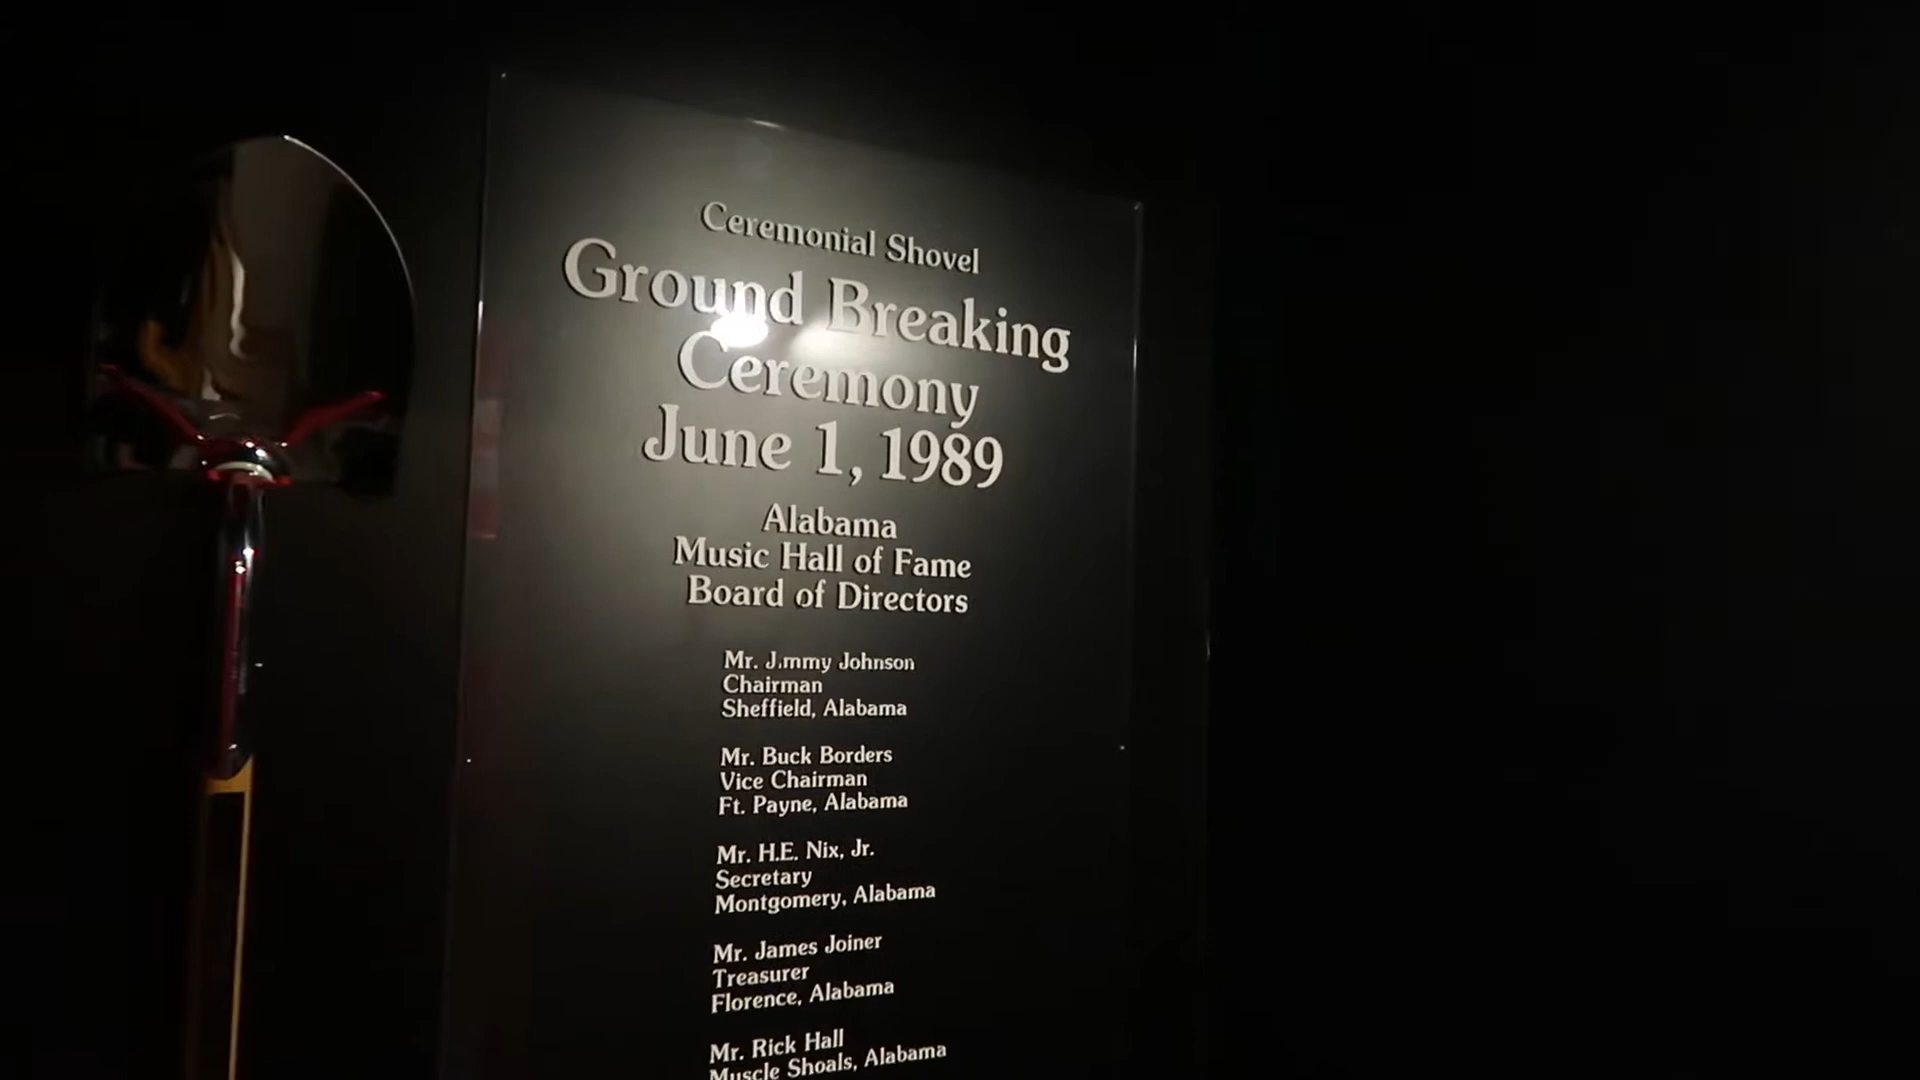 Ceremonial Shovel
Ground Breaking
Ceremony
June 1, 1989
Alabama
Music Hall of Fame
Board of Directors
Mr. Jimmy Johnson
Chairman
Sheffield, Alabama
Mr. Buck Borders
Vice Chairman
Ft. Payne, Alabama
Mr. H.E. Nix, Jr.
Secretary
Montgomery, Alabama
Mr. James Joiner
Treasurer
Florence, Alabama
Mr. Rick Hall
Muscle Shoals, Alabama